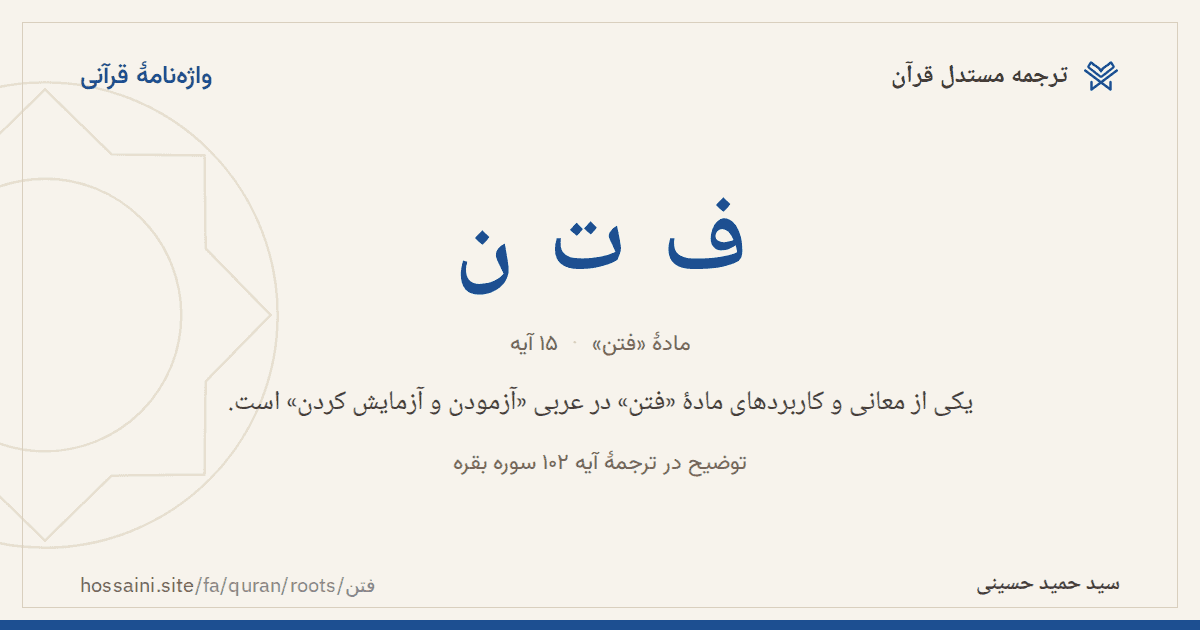 ترجمه مستدل قرآن
واژه‌نامهٔ قرآنی
ف ت ن
مادهٔ «فتن» · ۱۵ آیه
یکی از معانی و کاربردهای مادهٔ «فتن» در عربی «آزمودن و آزمایش کردن» است.
توضیح در ترجمهٔ آیه ۱۰۲ سوره بقره
سید حمید حسینی
hossaini.site/fa/quran/roots/فتن